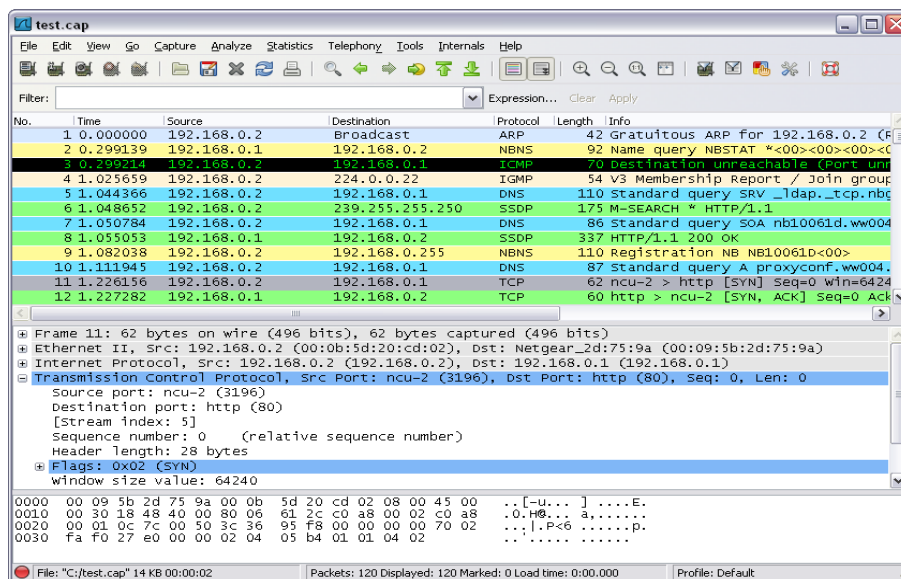 test.cap
File Edit View Go Capture Analyze Statistics Telephony Tools Internals Help
Filter: Expression... Clear Apply
No. Time Source Destination Protocol Length Info
1 0.000000 192.168.0.2 Broadcast ARP 42 Gratuitous ARP for 192.168.0.2 (R
2 0.299139 192.168.0.1 192.168.0.2 NBNS 92 Name query NBSTAT *<00><00><00><0
3 0.299214 192.168.0.2 192.168.0.1 ICMP 70 Destination unreachable (Port unr
4 1.025659 192.168.0.2 224.0.0.22 IGMP 54 V3 Membership Report / Join group
5 1.044366 192.168.0.2 192.168.0.1 DNS 110 Standard query SRV _ldap._tcp.nbg
6 1.048652 192.168.0.2 239.255.255.250 SSDP 175 M-SEARCH * HTTP/1.1
7 1.050784 192.168.0.2 192.168.0.1 DNS 86 Standard query SOA nb10061d.ww004
8 1.055053 192.168.0.1 192.168.0.2 SSDP 337 HTTP/1.1 200 OK
9 1.082038 192.168.0.2 192.168.0.255 NBNS 110 Registration NB NB10061D<00>
10 1.111945 192.168.0.2 192.168.0.1 DNS 87 Standard query A proxyconf.ww004.
11 1.226156 192.168.0.2 192.168.0.1 TCP 62 ncu-2 > http [SYN] Seq=0 Win=6424
12 1.227282 192.168.0.1 192.168.0.2 TCP 60 http > ncu-2 [SYN, ACK] Seq=0 Ack
Frame 11: 62 bytes on wire (496 bits), 62 bytes captured (496 bits)
Ethernet II, Src: 192.168.0.2 (00:0b:5d:20:cd:02), Dst: Netgear_2d:75:9a (00:09:5b:2d:75:9a)
Internet Protocol, Src: 192.168.0.2 (192.168.0.2), Dst: 192.168.0.1 (192.168.0.1)
Transmission Control Protocol, Src Port: ncu-2 (3196), Dst Port: http (80), Seq: 0, Len: 0
Source port: ncu-2 (3196)
Destination port: http (80)
[Stream index: 5]
Sequence number: 0 (relative sequence number)
Header length: 28 bytes
Flags: 0x02 (SYN)
Window size value: 64240
0000 00 09 5b 2d 75 9a 00 0b 5d 20 cd 02 08 00 45 00 ..[-u... ] ....E.
0010 00 30 18 48 40 00 80 06 61 2c c0 a8 00 02 c0 a8 .0.H@... a,......
0020 00 01 0c 7c 00 50 3c 36 95 f8 00 00 00 00 70 02 ...|.P<6 ......p.
0030 fa f0 27 e0 00 00 02 04 05 b4 01 01 04 02 ..'..... ......
File: "C:/test.cap" 14 KB 00:00:02 Packets: 120 Displayed: 120 Marked: 0 Load time: 0:00.000 Profile: Default